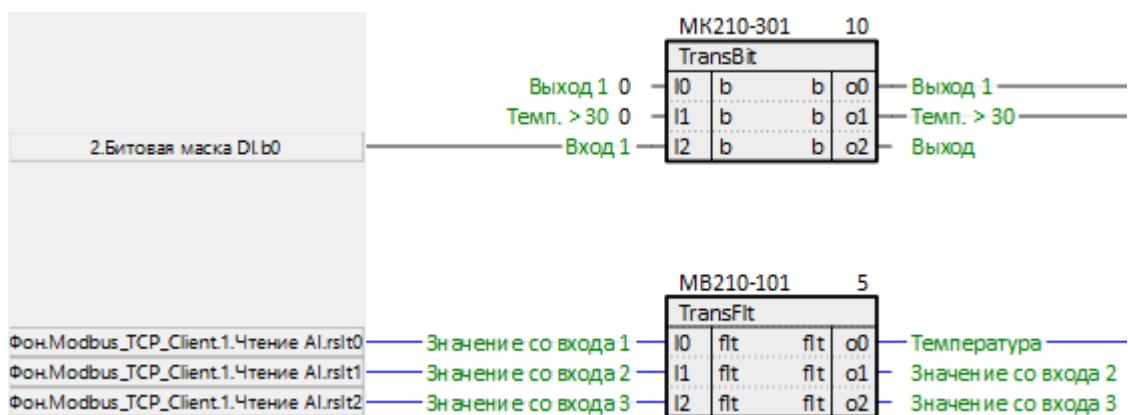 МК210-301 10
TransBit
Выход 1 0 I0 b b o0 Выход 1
Темп. > 30 0 I1 b b o1 Темп. > 30
2.Битовая маска DI.b0 Вход 1 I2 b b o2 Выход
МВ210-101 5
TransFlt
Фон.Modbus_TCP_Client.1.Чтение AI.rslt0 Значение со входа 1 I0 flt flt o0 Температура
Фон.Modbus_TCP_Client.1.Чтение AI.rslt1 Значение со входа 2 I1 flt flt o1 Значение со входа 2
Фон.Modbus_TCP_Client.1.Чтение AI.rslt2 Значение со входа 3 I2 flt flt o2 Значение со входа 3